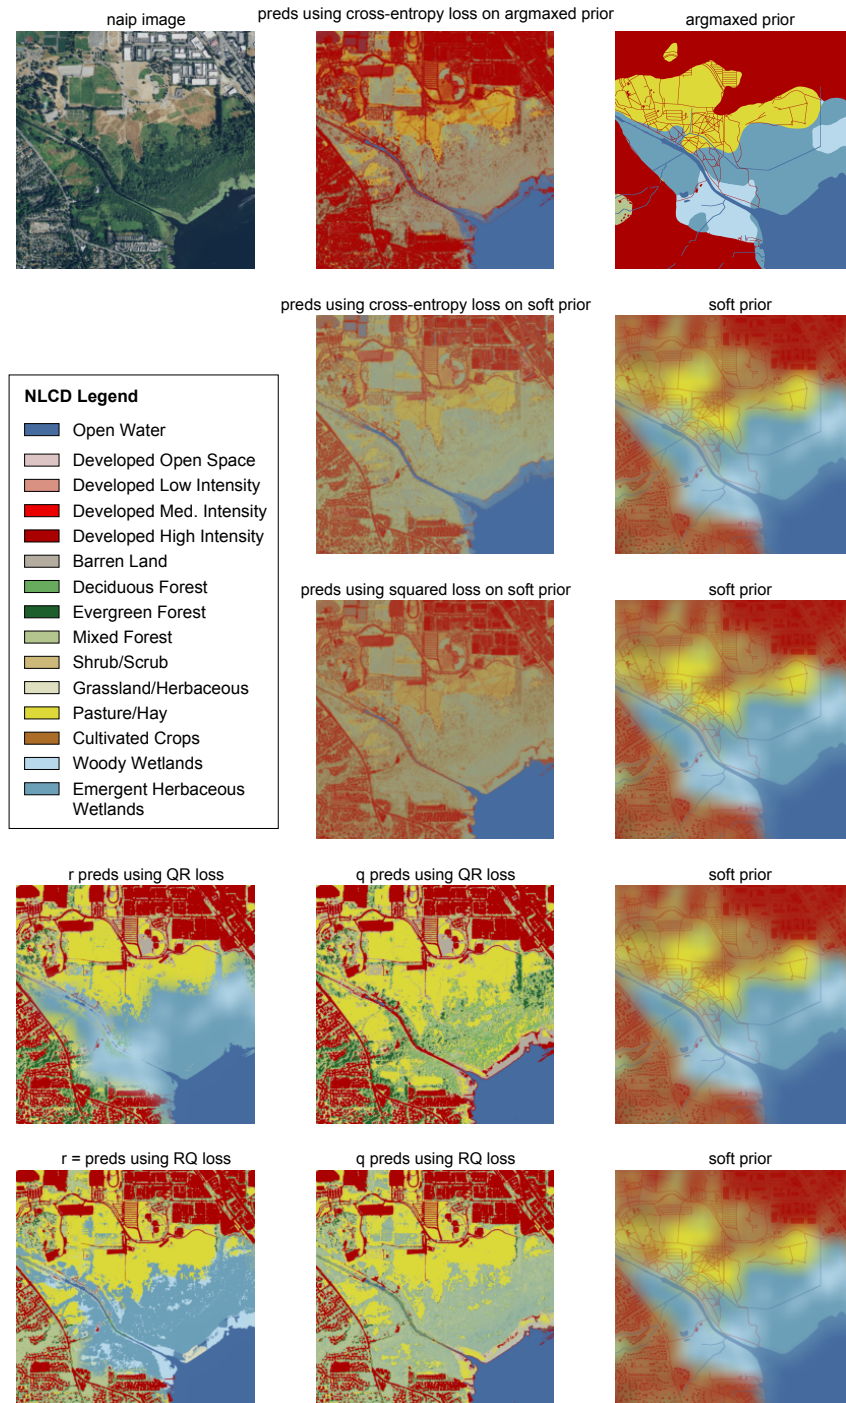 naip image
preds using cross-entropy loss on argmaxed prior
argmaxed prior
preds using cross-entropy loss on soft prior
soft prior
NLCD Legend
Open Water
Developed Open Space
Developed Low Intensity
Developed Med. Intensity
Developed High Intensity
Barren Land
Deciduous Forest
Evergreen Forest
Mixed Forest
Shrub/Scrub
Grassland/Herbaceous
Pasture/Hay
Cultivated Crops
Woody Wetlands
Emergent Herbaceous
Wetlands
preds using squared loss on soft prior
soft prior
r preds using QR loss
q preds using QR loss
soft prior
r = preds using RQ loss
q preds using RQ loss
soft prior